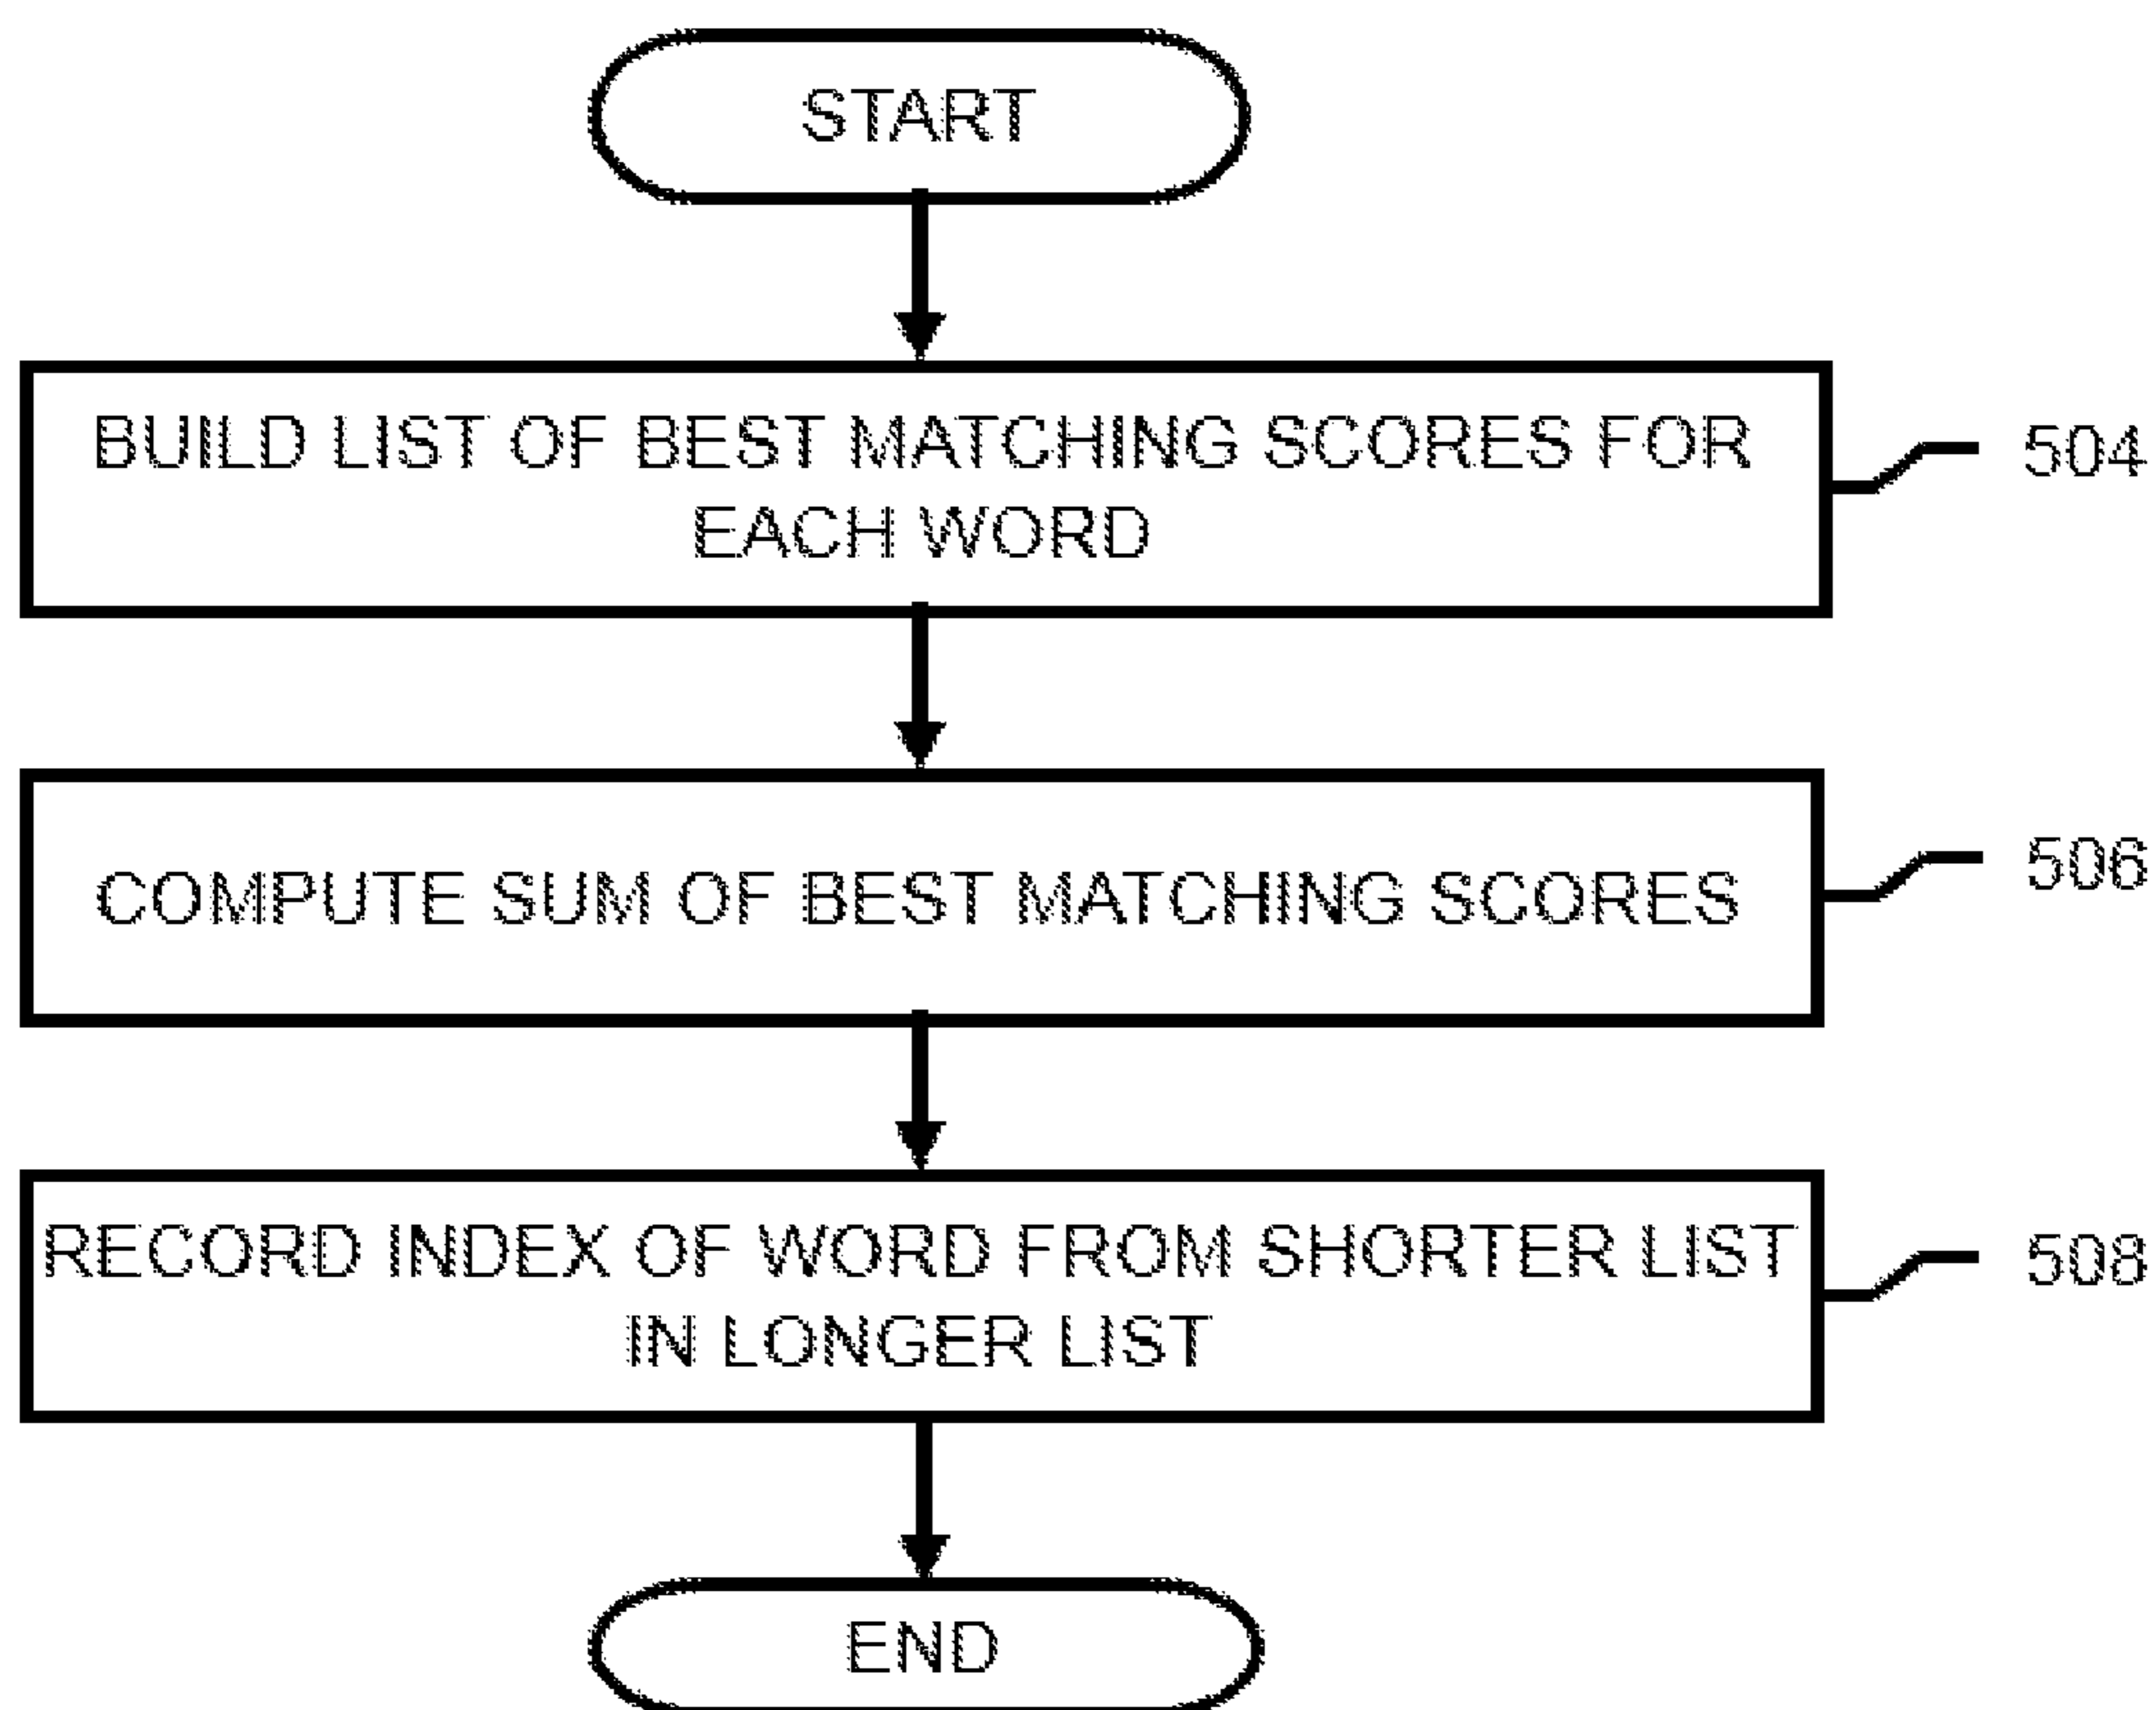 START
BUILD LIST OF BEST MATCHING SCORES FOR
EACH WORD
504
COMPUTE SUM OF BEST MATCHING SCORES
506
RECORD INDEX OF WORD FROM SHORTER LIST
IN LONGER LIST
508
END